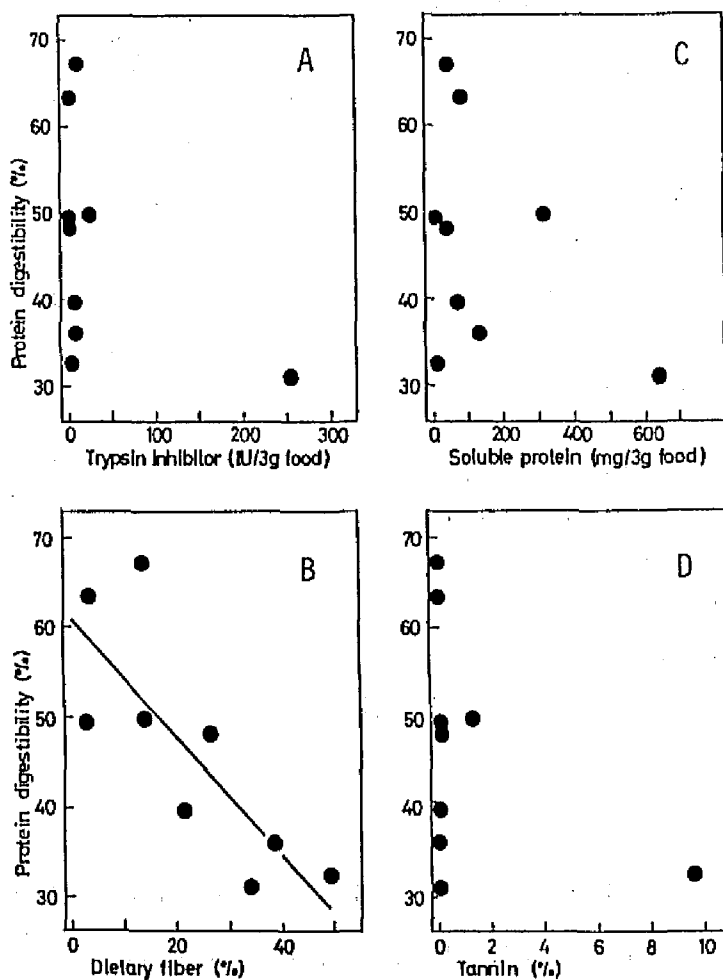 A
70
60
50
40
30
Protein digestibility (%)
0 100 200 300
Trypsin Inhibitor (IU/3g food)
C
70
60
50
40
30
0 200 400 600
Soluble protein (mg/3g food)
B
70
60
50
40
30
Protein digestibility (%)
0 20 40
Dietary fiber (%)
D
70
60
50
40
30
0 2 4 6 8 10
Tannin (%)